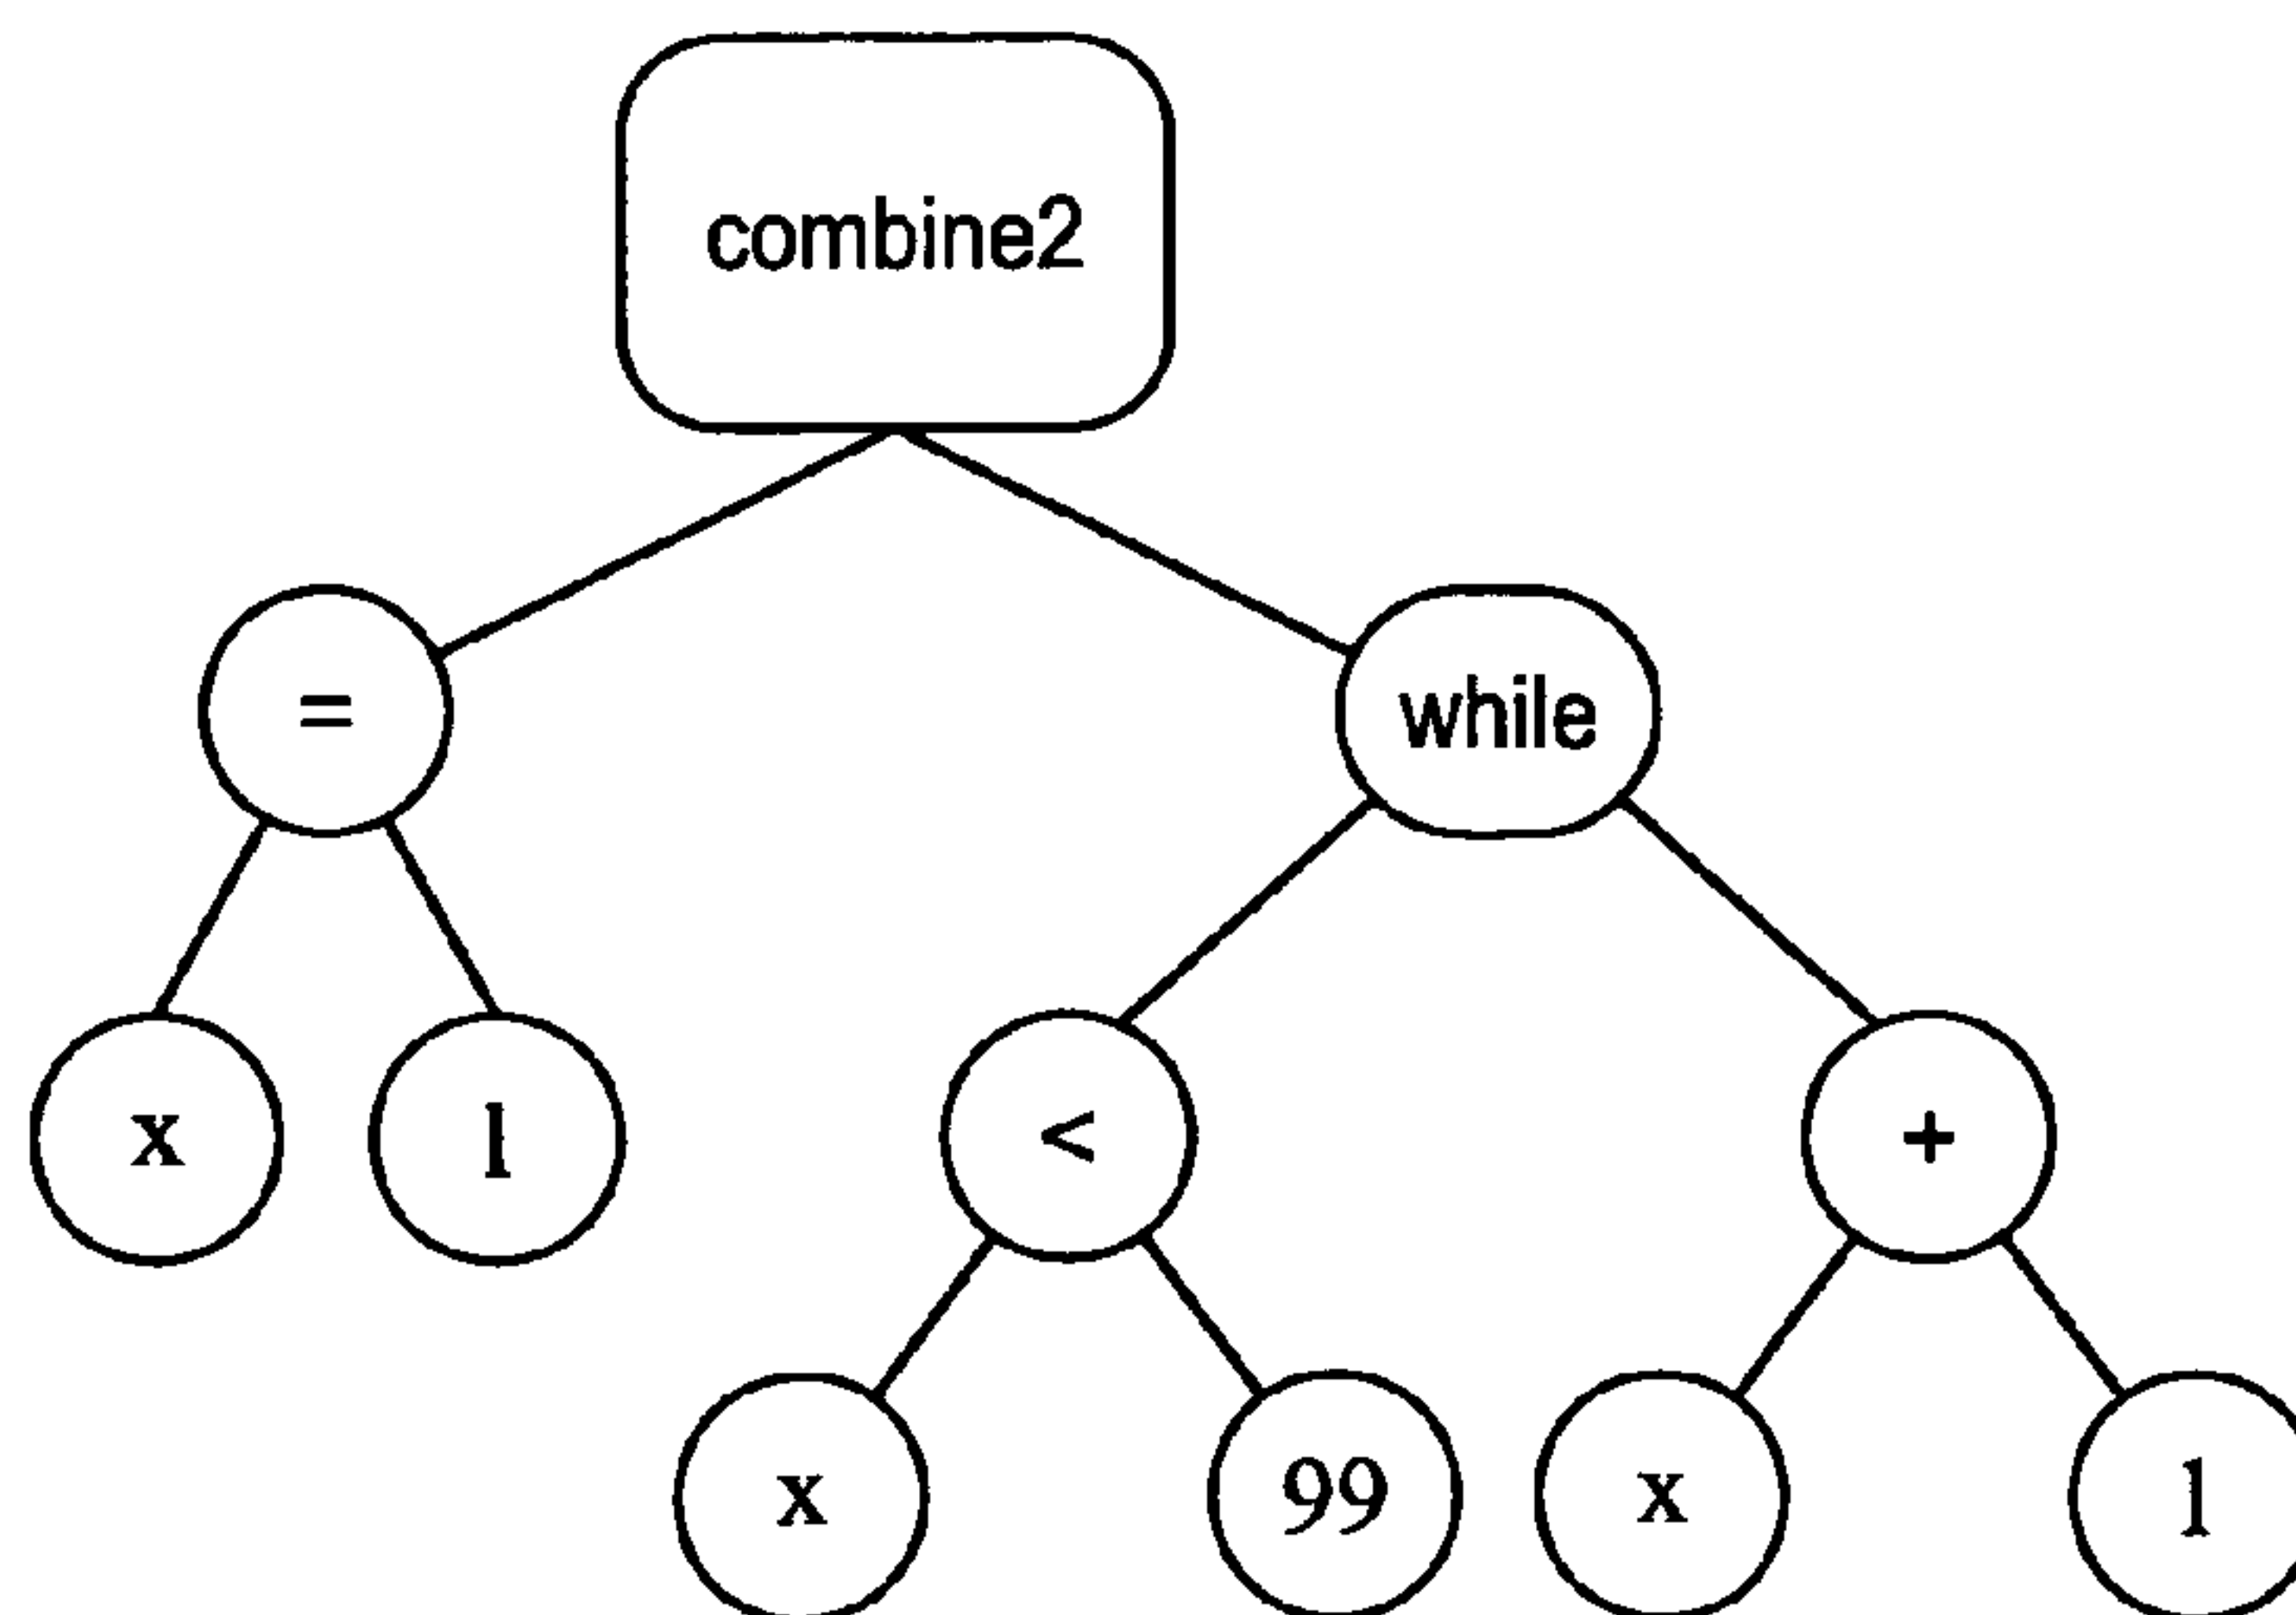 combine2
= while
x 1 < +
x 99 x 1